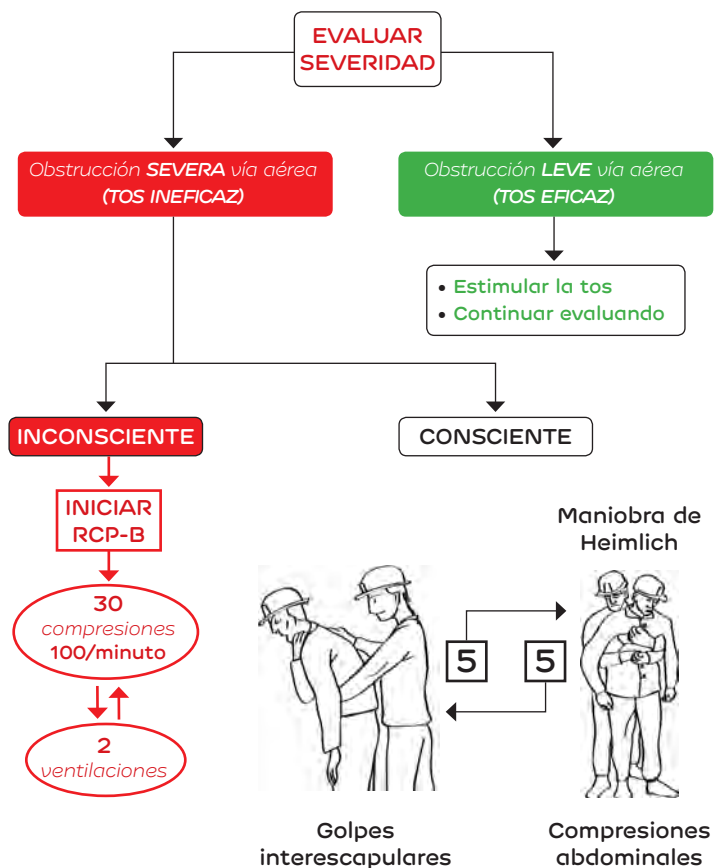 EVALUAR
SEVERIDAD
Obstrucción SEVERA vía aérea
(TOS INEFICAZ)
Obstrucción LEVE vía aérea
(TOS EFICAZ)
• Estimular la tos
• Continuar evaluando
INCONSCIENTE
CONSCIENTE
INICIAR
RCP-B
30
compresiones
100/minuto
2
ventilaciones
Maniobra de
Heimlich
5
5
Golpes
interescapulares
Compresiones
abdominales